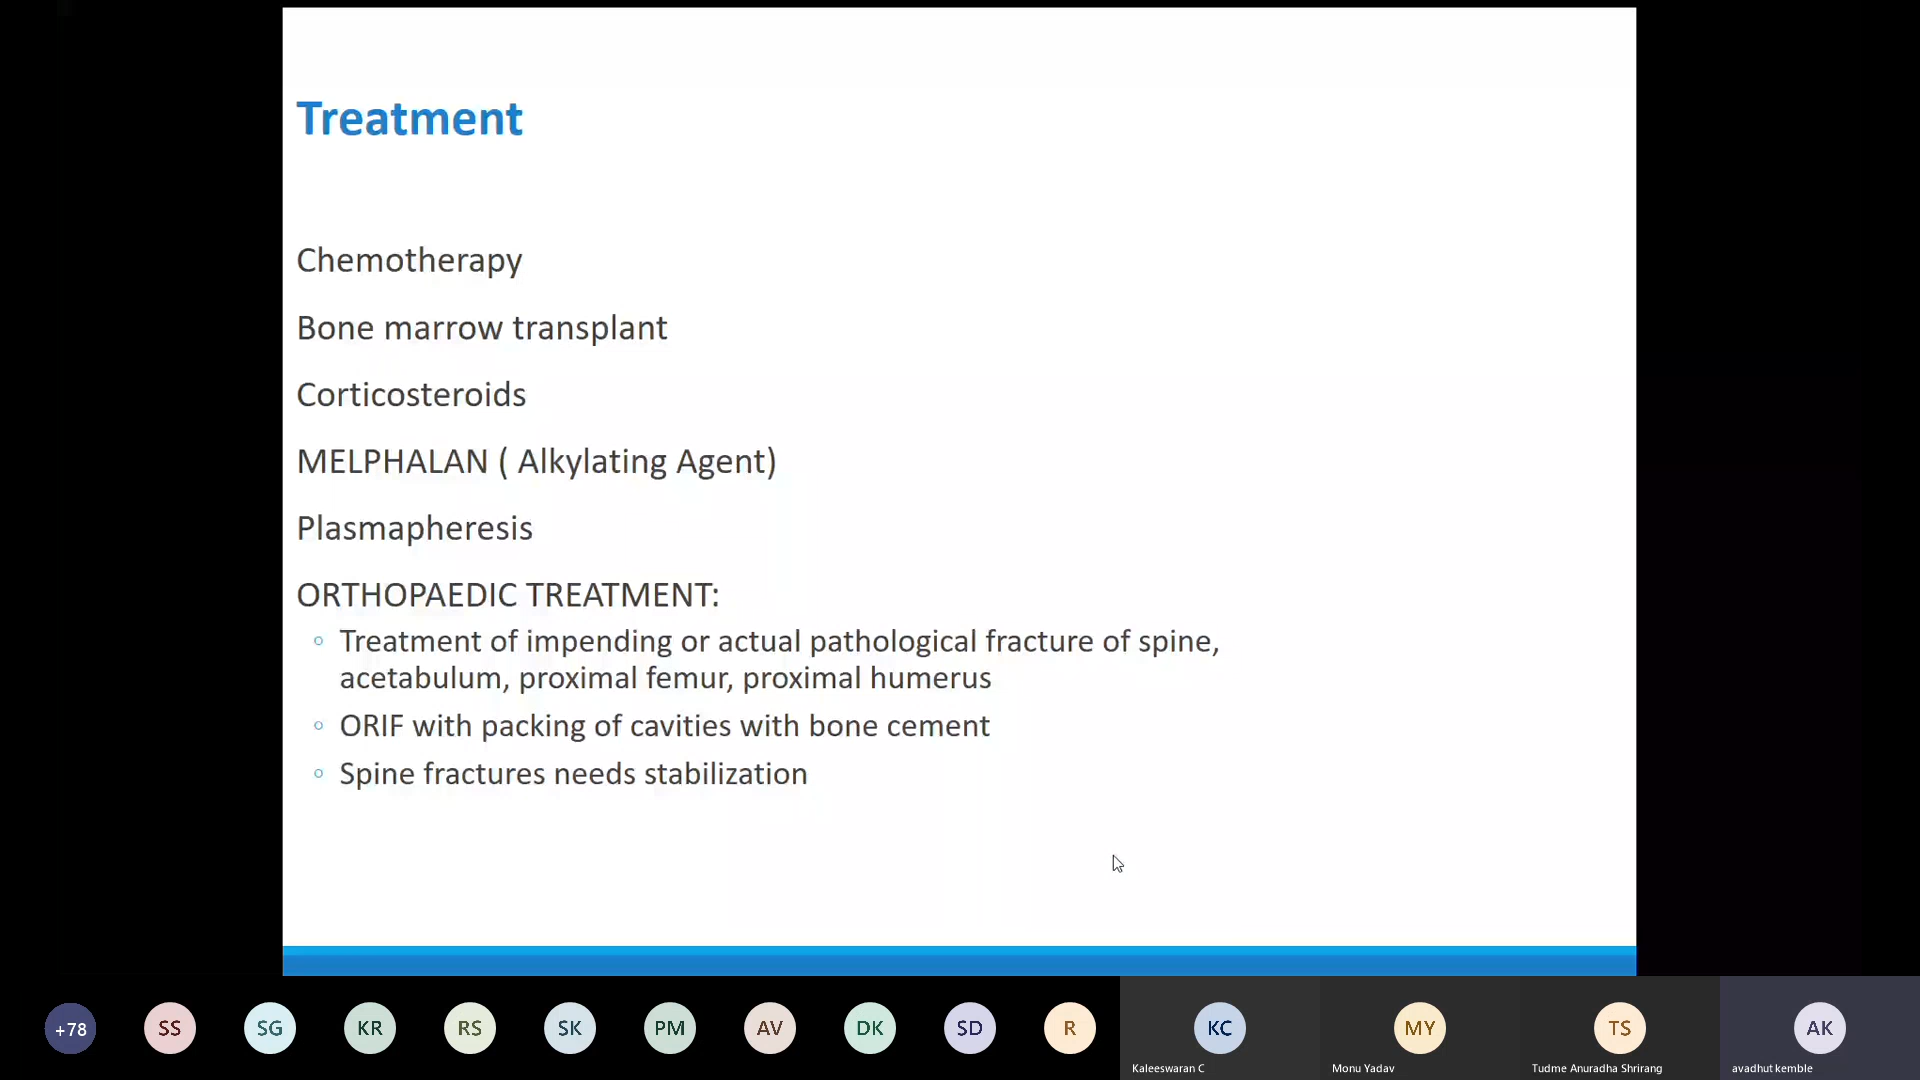 Treatment
Chemotherapy
Bone marrow transplant
Corticosteroids
MELPHALAN ( Alkylating Agent)
Plasmapheresis
ORTHOPAEDIC TREATMENT:
Treatment of impending or actual pathological fracture of spine,
acetabulum, proximal femur, proximal humerus
ORIF with packing of cavities with bone cement
Spine fractures needs stabilization
+78 SS SG KR RS SK PM AV DK SD R KC MY TS AK
Kaleeswaran C Monu Yadav Tudme Anuradha Shrirang avadhut kemble